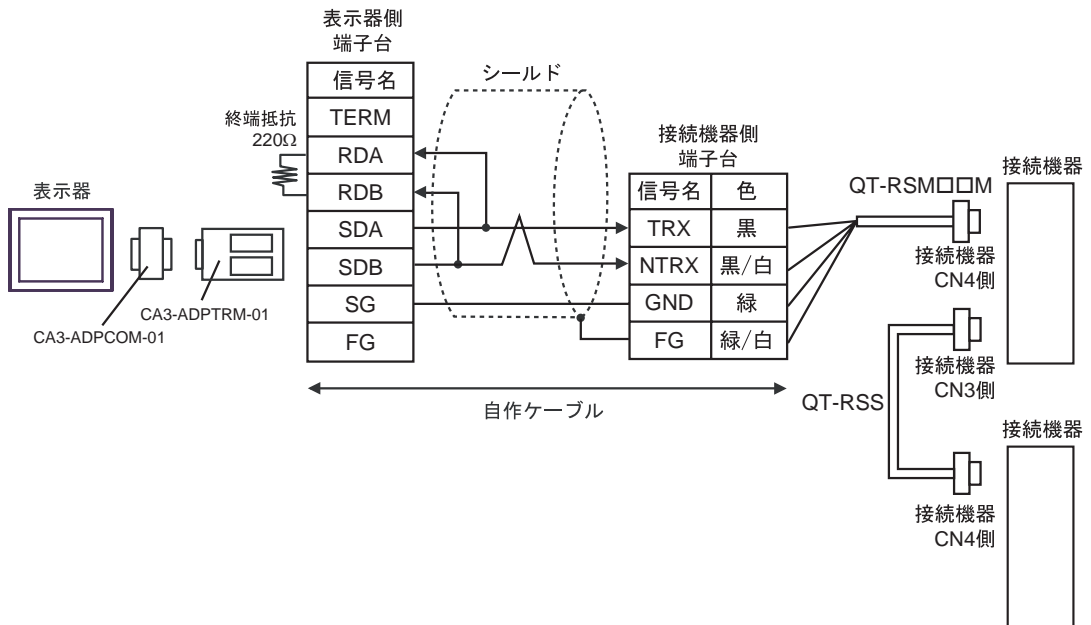 表示器側
端子台
信号名
TERM
RDA
RDB
SDA
SDB
SG
FG
終端抵抗
220Ω
シールド
表示器
CA3-ADPCOM-01
CA3-ADPTRM-01
接続機器側
端子台
信号名 色
TRX 黒
NTRX 黒/白
GND 緑
FG 緑/白
自作ケーブル
QT-RSM□□M
接続機器
接続機器
CN4側
接続機器
CN3側
QT-RSS
接続機器
接続機器
CN4側